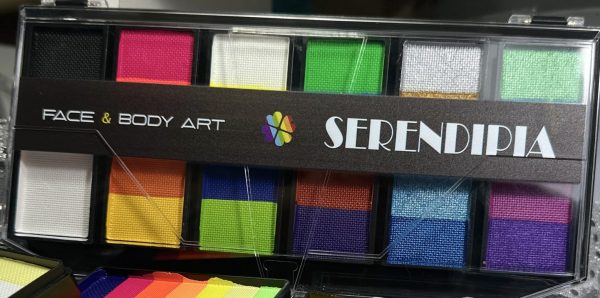 FACE & BODY ART
SERENDIPIA